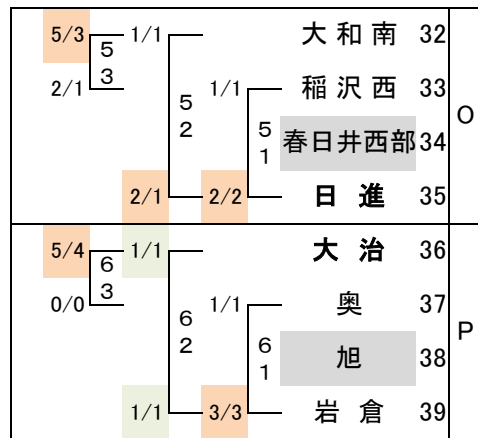 5/3 1/1 大和南 32
5 3
2/1 1/1 稲沢西 33
5 2 5 1 O
春日井西部 34
2/1 2/2 日進 35
5/4 1/1 大治 36
6 3
0/0 1/1 奥 37
6 2 6 1 P
旭 38
1/1 3/3 岩倉 39